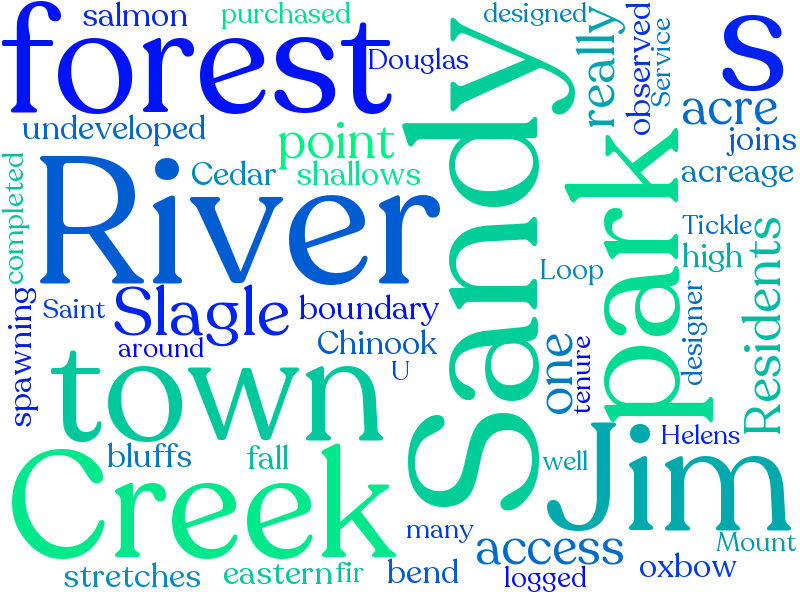 salmon
purchased
designed
forest
Douglas
really
observed
Service
s
undeveloped
acre
joins
point
River
Cedar
shallows
Sandy
park
acreage
completed
Tickle
high
Loop
Residents
spawning
Saint
Slagle
boundary
around
Chinook
U
one
tenure
designer
town
Creek
bluffs
fall
well
Helens
Jim
many
access
Mount
stretches
eastern
fir
bend
logged
oxbow